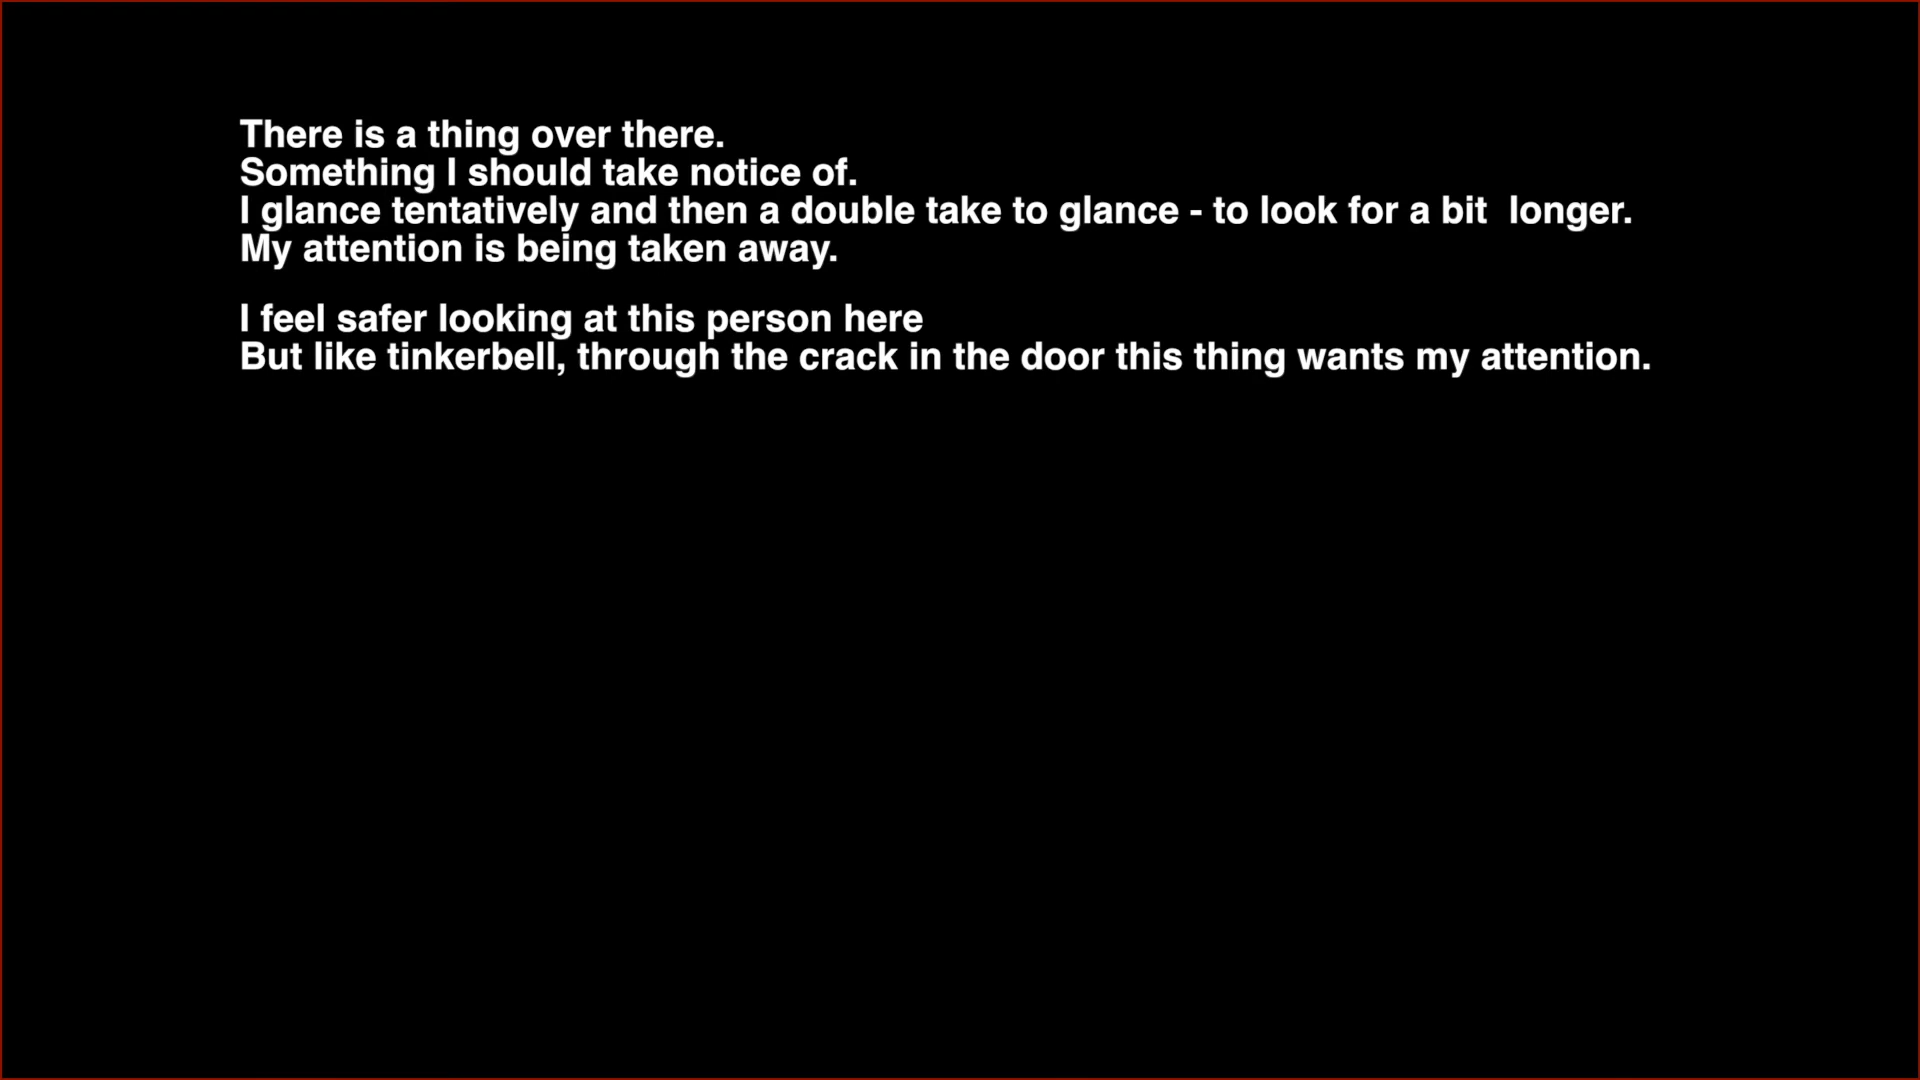 There is a thing over there.
Something I should take notice of.
I glance tentatively and then a double take to glance - to look for a bit  longer.
My attention is being taken away.
I feel safer looking at this person here
But like tinkerbell, through the crack in the door this thing wants my attention.